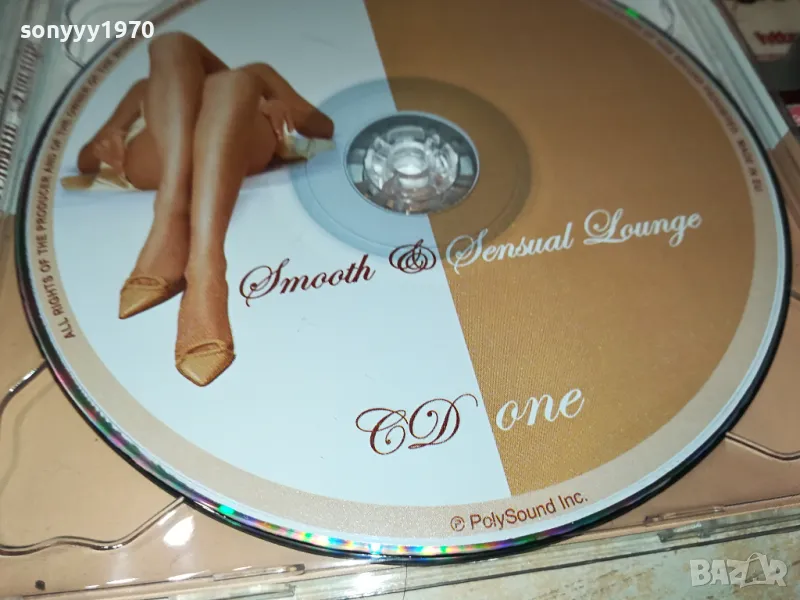 sonyyy1970
ALL RIGHTS OF THE PRODUCER AND OF THE OWNER OF THE
Smooth & Sensual Lounge
CD one
℗ PolySound Inc.
BAZAR